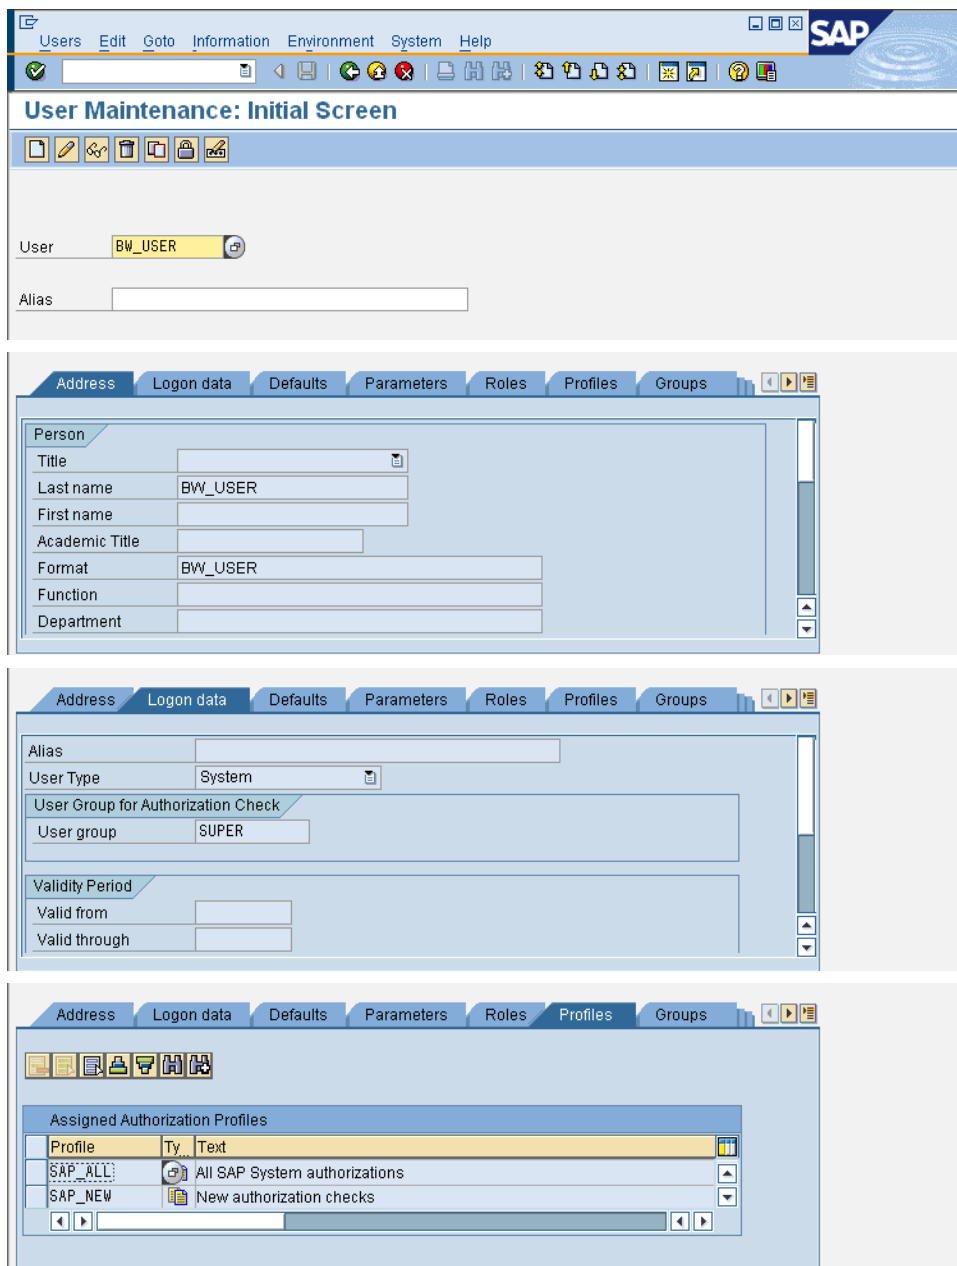 Users Edit Goto Information Environment System Help
SAP
User Maintenance: Initial Screen
User BW_USER
Alias
Address Logon data Defaults Parameters Roles Profiles Groups
Person
Title
Last name BW_USER
First name
Academic Title
Format BW_USER
Function
Department
Address Logon data Defaults Parameters Roles Profiles Groups
Alias
User Type System
User Group for Authorization Check
User group SUPER
Validity Period
Valid from
Valid through
Address Logon data Defaults Parameters Roles Profiles Groups
Assigned Authorization Profiles
Profile Ty... Text
SAP_ALL All SAP System authorizations
SAP_NEW New authorization checks